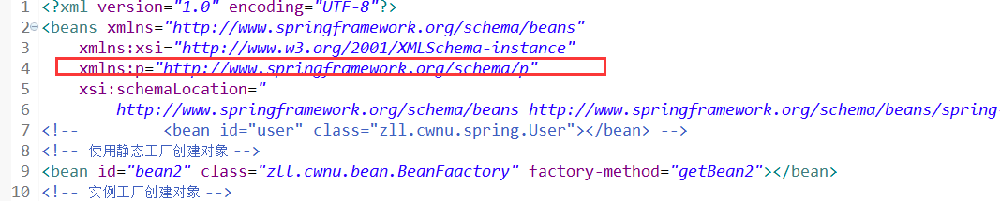 1 <?xml version="1.0" encoding="UTF-8"?>
2 <beans xmlns="http://www.springframework.org/schema/beans"
3 xmlns:xsi="http://www.w3.org/2001/XMLSchema-instance"
4 xmlns:p="http://www.springframework.org/schema/p"
5 xsi:schemaLocation="
6 http://www.springframework.org/schema/beans http://www.springframework.org/schema/beans/spring-
7 <!-- <bean id="user" class="zll.cwnu.spring.User"></bean> -->
8 <!-- 使用静态工厂创建对象 -->
9 <bean id="bean2" class="zll.cwnu.bean.BeanFaactory" factory-method="getBean2"></bean>
10 <!-- 实例工厂创建对象 -->